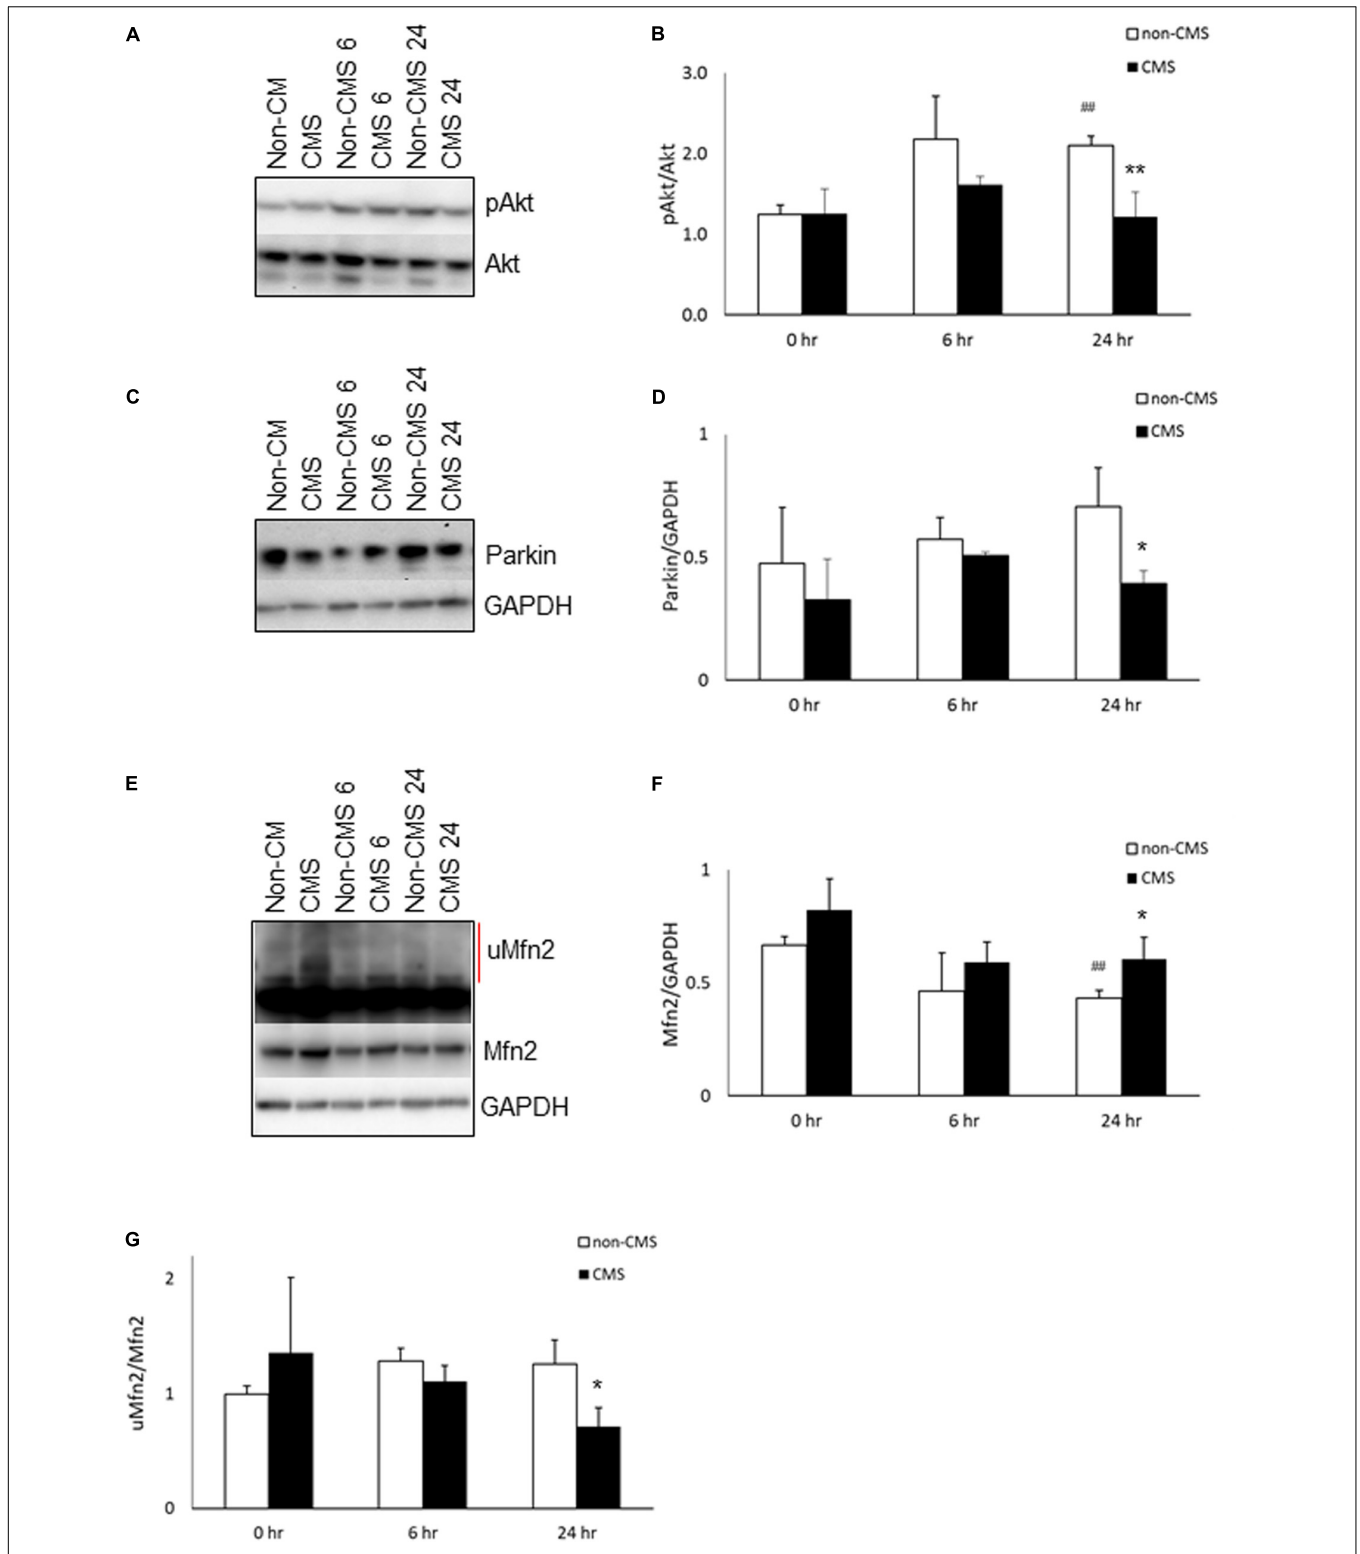 A
Non-CM
CMS
Non-CMS 6
CMS 6
Non-CMS 24
CMS 24
pAkt
Akt
B
non-CMS
CMS
pAkt/Akt
3.0
2.0
1.0
0.0
##
**
0 hr
6 hr
24 hr
C
Non-CM
CMS
Non-CMS 6
CMS 6
Non-CMS 24
CMS 24
Parkin
GAPDH
D
non-CMS
CMS
Parkin/GAPDH
1
0.5
0
*
0 hr
6 hr
24 hr
E
Non-CM
CMS
Non-CMS 6
CMS 6
Non-CMS 24
CMS 24
uMfn2
Mfn2
GAPDH
F
non-CMS
CMS
Mfn2/GAPDH
1
0.5
0
##
*
0 hr
6 hr
24 hr
G
non-CMS
CMS
uMfn2/Mfn2
2
1
0
*
0 hr
6 hr
24 hr